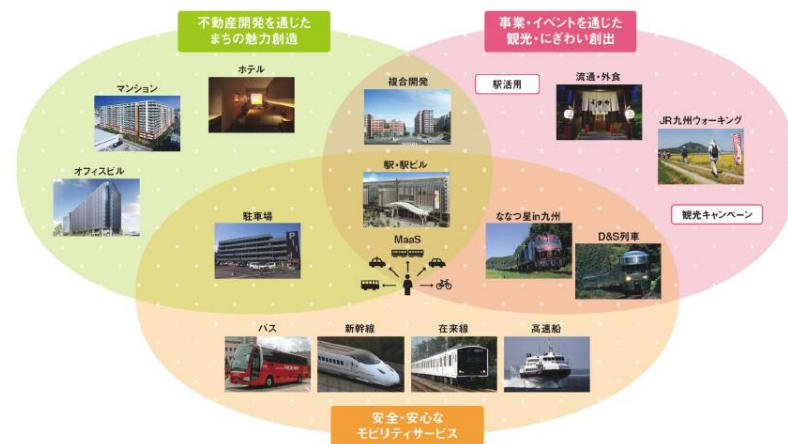 不動産開発を通じた
まちの魅力創造
事業・イベントを通じた
観光・にぎわい創出
マンション
ホテル
複合開発
駅活用
流通・外食
JR九州ウォーキング
オフィスビル
駅・駅ビル
駐車場
ななつ星in九州
観光キャンペーン
MaaS
D&S列車
バス
新幹線
在来線
高速船
安全・安心な
モビリティサービス